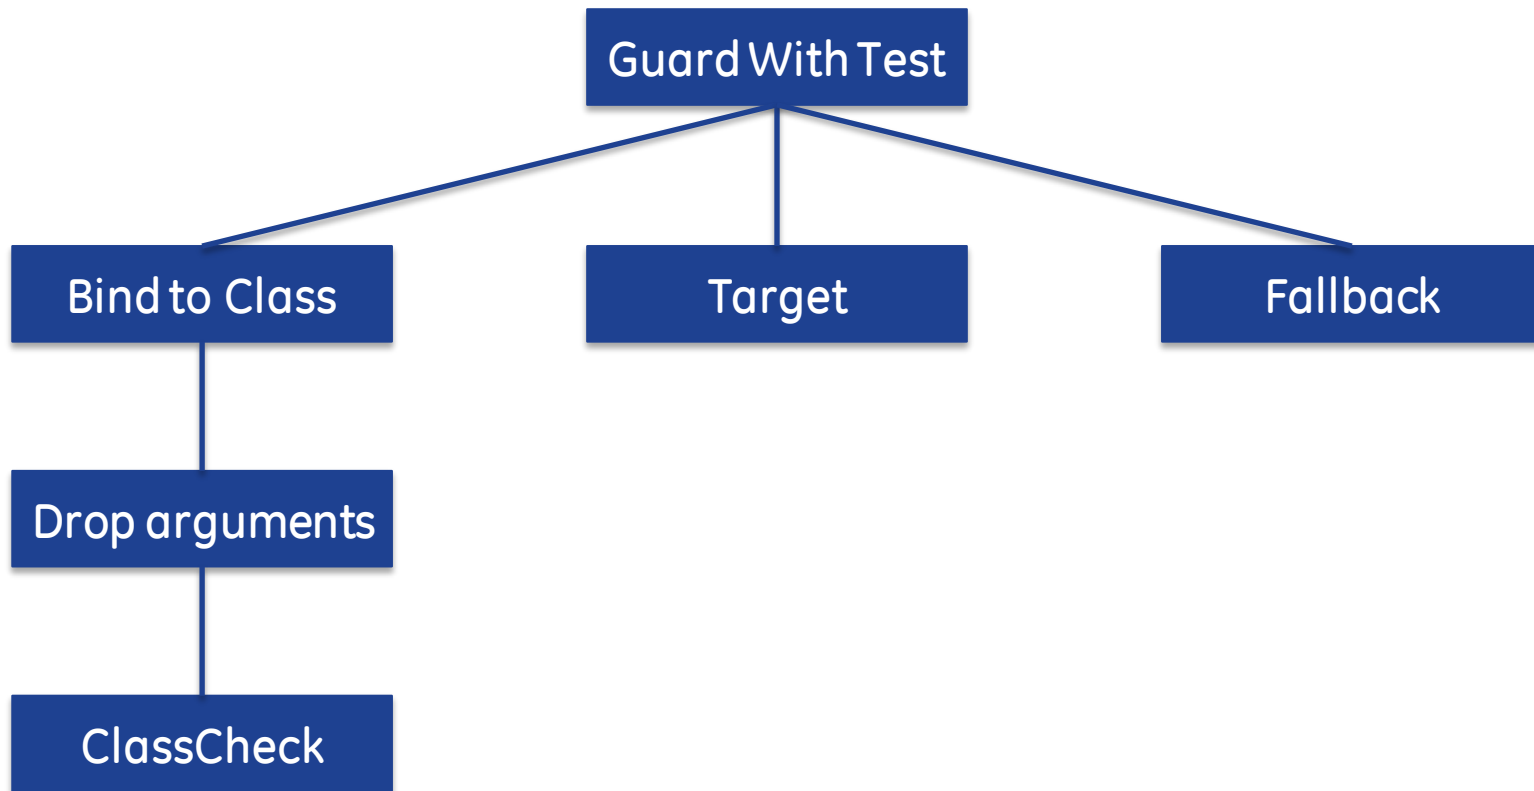 Guard With Test
Bind to Class
Target
Fallback
Drop arguments
ClassCheck